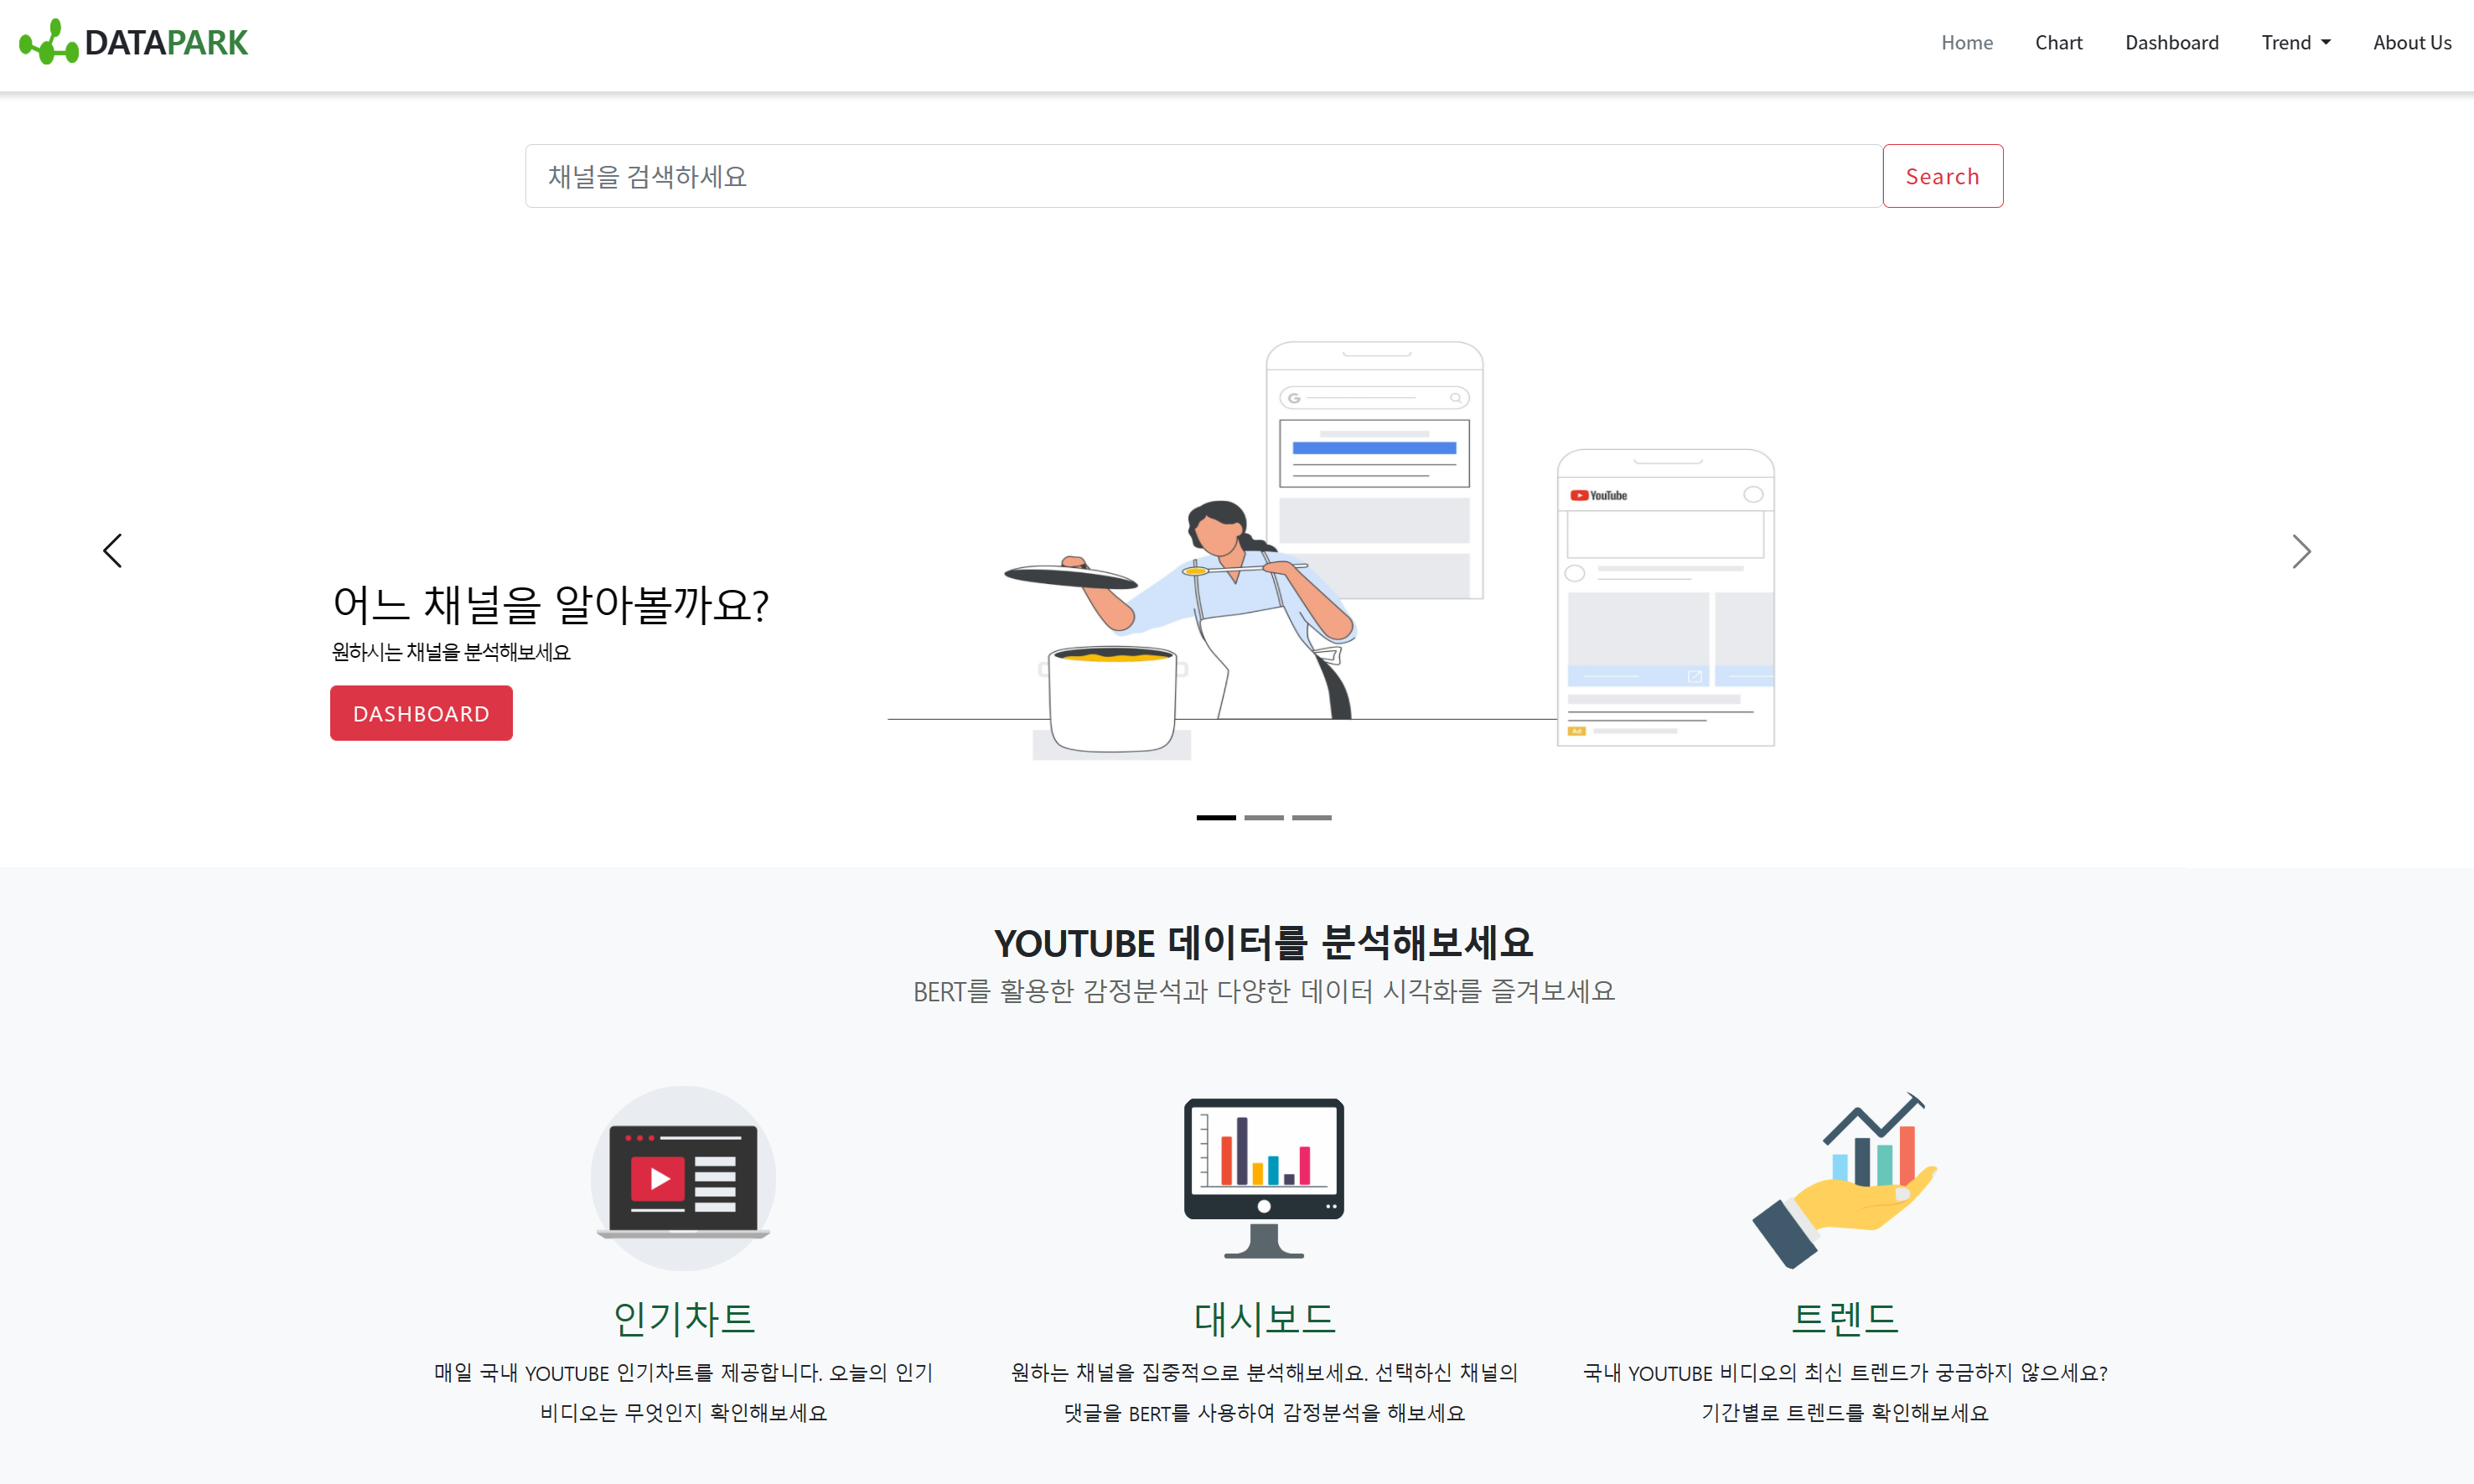 DATAPARK
Home Chart Dashboard Trend About Us
채널을 검색하세요 Search
G
YouTube
어느 채널을 알아볼까요?
원하시는 채널을 분석해보세요
DASHBOARD
Ad
YOUTUBE 데이터를 분석해보세요
BERT를 활용한 감정분석과 다양한 데이터 시각화를 즐겨보세요
인기차트
매일 국내 YOUTUBE 인기차트를 제공합니다. 오늘의 인기
비디오는 무엇인지 확인해보세요
대시보드
원하는 채널을 집중적으로 분석해보세요. 선택하신 채널의
댓글을 BERT를 사용하여 감정분석을 해보세요
트렌드
국내 YOUTUBE 비디오의 최신 트렌드가 궁금하지 않으세요?
기간별로 트렌드를 확인해보세요